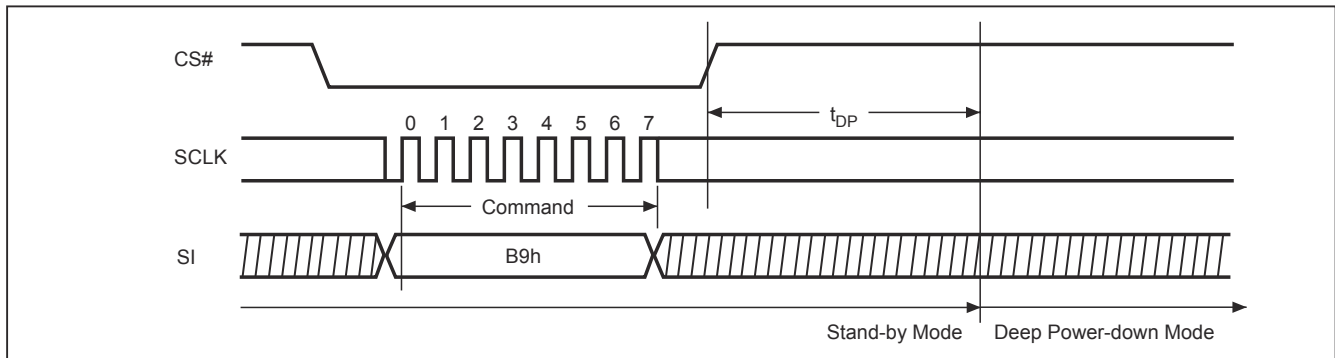 CS#
t_DP
0 1 2 3 4 5 6 7
SCLK
Command
SI
B9h
Stand-by Mode
Deep Power-down Mode